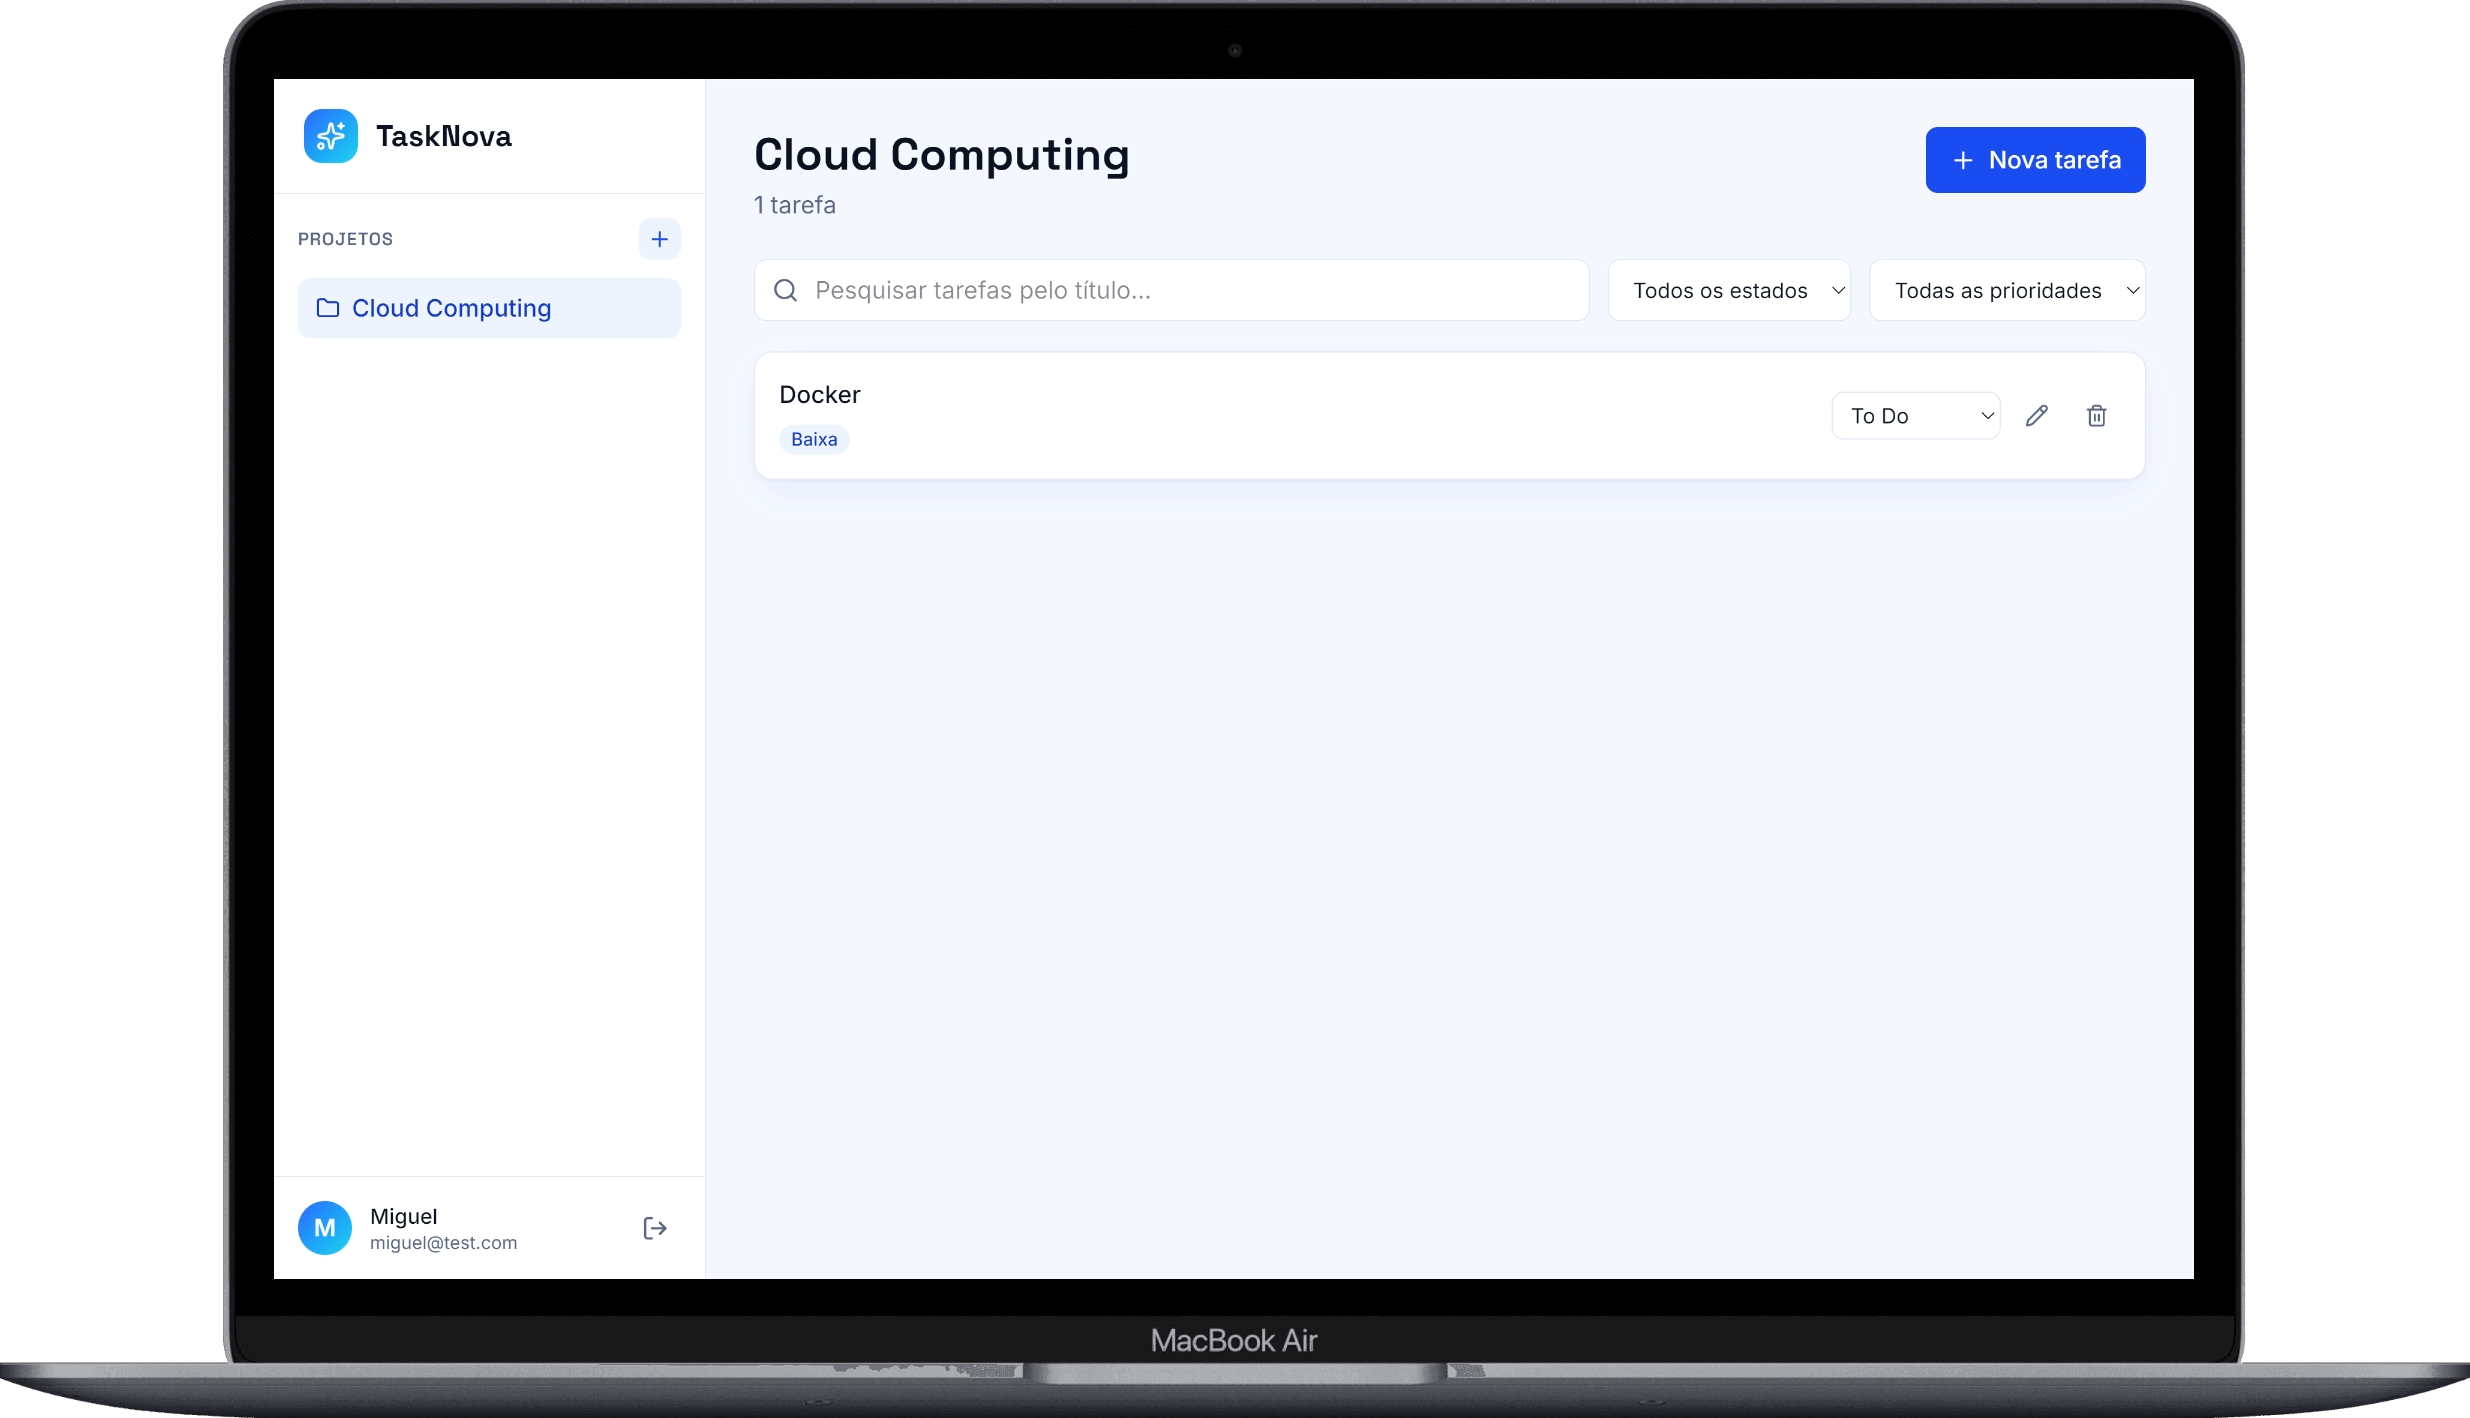 TaskNova
PROJETOS
Cloud Computing
Miguel
miguel@test.com
M
Cloud Computing
1 tarefa
Nova tarefa
Pesquisar tarefas pelo título...
Todos os estados
Todas as prioridades
Docker
Baixa
To Do
MacBook Air